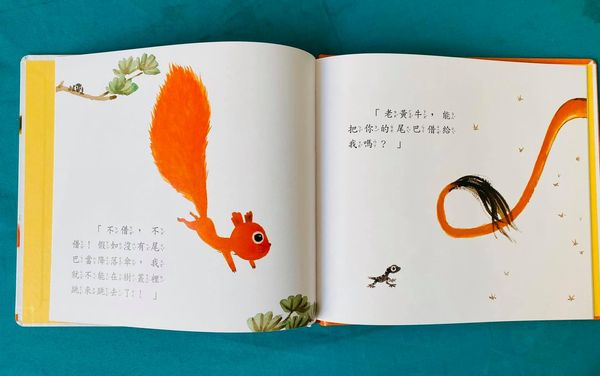 「不借，不
借！假如沒有尾
巴當降落傘，我
就不能在樹叢裡
跳來跳去了！」
「老黃牛，能
把你的尾巴借給
我嗎？」